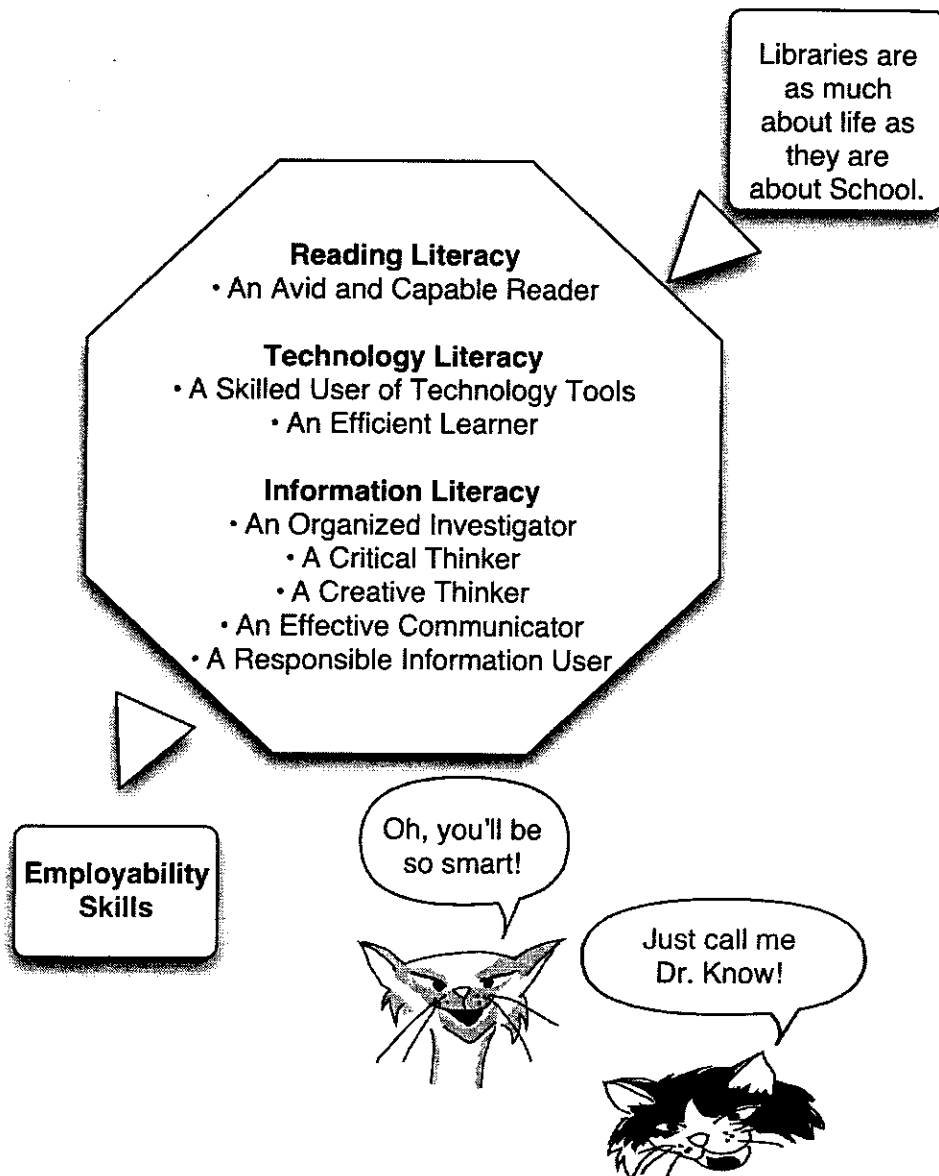 Libraries are
as much
about life as
they are
about School.
Reading Literacy
• An Avid and Capable Reader
Technology Literacy
• A Skilled User of Technology Tools
• An Efficient Learner
Information Literacy
• An Organized Investigator
• A Critical Thinker
• A Creative Thinker
• An Effective Communicator
• A Responsible Information User
Employability
Skills
Oh, you'll be
so smart!
Just call me
Dr. Know!